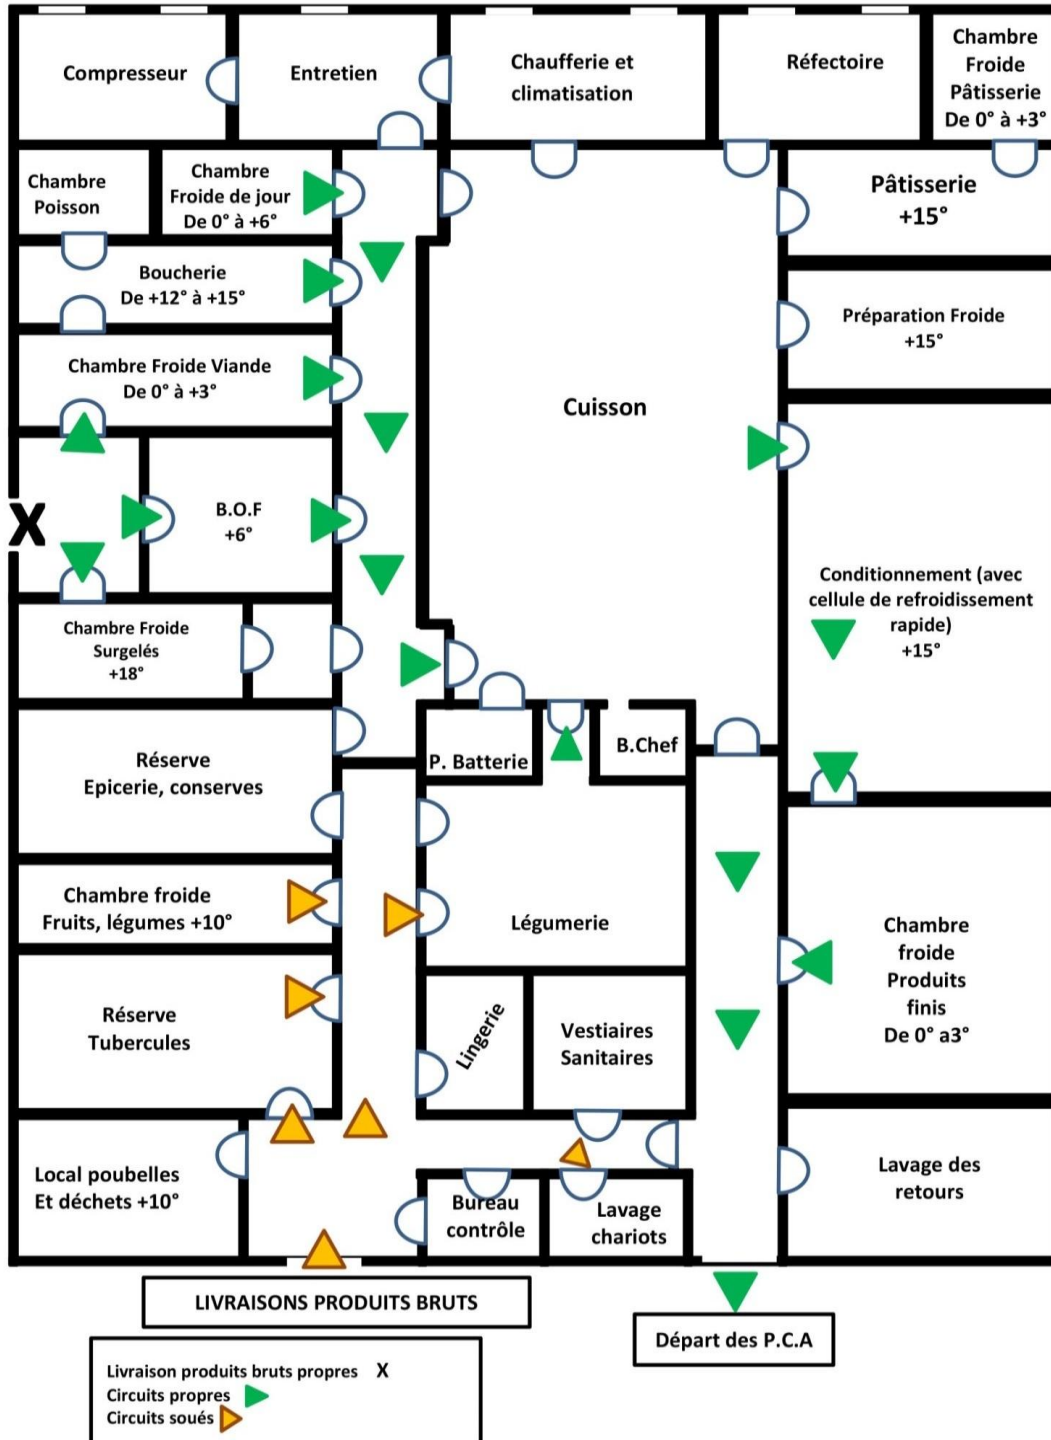 Compresseur
Entretien
Chaufferie et
climatisation
Réfectoire
Chambre
Froide
Pâtisserie
De 0° à +3°
Chambre
Poisson
Chambre
Froide de jour
De 0° à +6°
Pâtisserie
+15°
Boucherie
De +12° à +15°
Préparation Froide
+15°
Chambre Froide Viande
De 0° à +3°
Cuisson
X
B.O.F
+6°
Conditionnement (avec
cellule de refroidissement
rapide)
+15°
Chambre Froide
Surgelés
+18°
Réserve
Epicerie, conserves
P. Batterie
B.Chef
Chambre froide
Fruits, légumes +10°
Légumerie
Chambre
froide
Produits
finis
De 0° a3°
Réserve
Tubercules
Lingerie
Vestiaires
Sanitaires
Local poubelles
Et déchets +10°
Bureau
contrôle
Lavage
chariots
Lavage des
retours
LIVRAISONS PRODUITS BRUTS
Départ des P.C.A
Livraison produits bruts propres X
Circuits propres
Circuits soués